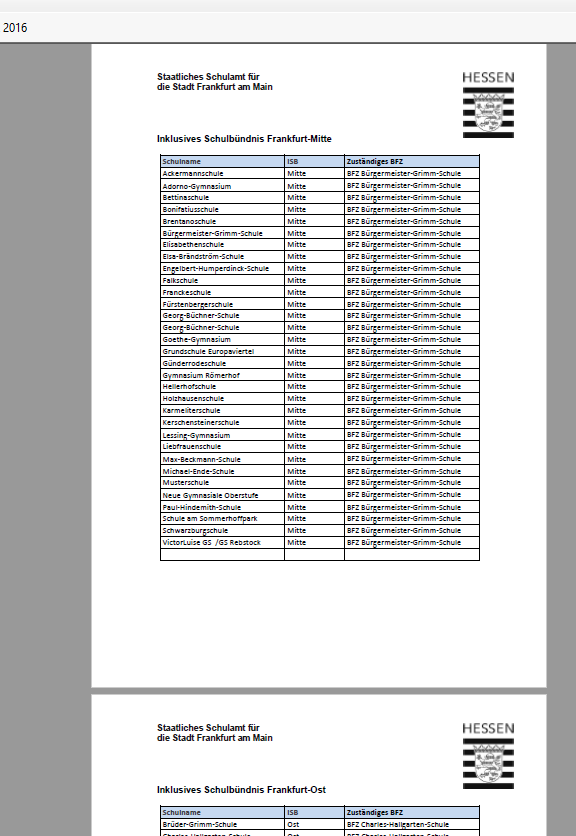 2016
Staatliches Schulamt für
die Stadt Frankfurt am Main
HESSEN
Inklusives Schulbündnis Frankfurt-Mitte
Schulname ISB Zuständiges BFZ
Ackermannschule Mitte BFZ Bürgermeister-Grimm-Schule
Adorno-Gymnasium Mitte BFZ Bürgermeister-Grimm-Schule
Bettinaschule Mitte BFZ Bürgermeister-Grimm-Schule
Bonifatiusschule Mitte BFZ Bürgermeister-Grimm-Schule
Brentanoschule Mitte BFZ Bürgermeister-Grimm-Schule
Bürgermeister-Grimm-Schule Mitte BFZ Bürgermeister-Grimm-Schule
Elisabethenschule Mitte BFZ Bürgermeister-Grimm-Schule
Elsa-Brändström-Schule Mitte BFZ Bürgermeister-Grimm-Schule
Engelbert-Humperdinck-Schule Mitte BFZ Bürgermeister-Grimm-Schule
Falkschule Mitte BFZ Bürgermeister-Grimm-Schule
Franckeschule Mitte BFZ Bürgermeister-Grimm-Schule
Fürstenbergerschule Mitte BFZ Bürgermeister-Grimm-Schule
Georg-Büchner-Schule Mitte BFZ Bürgermeister-Grimm-Schule
Georg-Büchner-Schule Mitte BFZ Bürgermeister-Grimm-Schule
Goethe-Gymnasium Mitte BFZ Bürgermeister-Grimm-Schule
Grundschule Europaviertel Mitte BFZ Bürgermeister-Grimm-Schule
Günderrodeschule Mitte BFZ Bürgermeister-Grimm-Schule
Gymnasium Römerhof Mitte BFZ Bürgermeister-Grimm-Schule
Hellerhofschule Mitte BFZ Bürgermeister-Grimm-Schule
Holzhausenschule Mitte BFZ Bürgermeister-Grimm-Schule
Karmeliterschule Mitte BFZ Bürgermeister-Grimm-Schule
Kerschensteinerschule Mitte BFZ Bürgermeister-Grimm-Schule
Lessing-Gymnasium Mitte BFZ Bürgermeister-Grimm-Schule
Liebfrauenschule Mitte BFZ Bürgermeister-Grimm-Schule
Max-Beckmann-Schule Mitte BFZ Bürgermeister-Grimm-Schule
Michael-Ende-Schule Mitte BFZ Bürgermeister-Grimm-Schule
Musterschule Mitte BFZ Bürgermeister-Grimm-Schule
Neue Gymnasiale Oberstufe Mitte BFZ Bürgermeister-Grimm-Schule
Paul-Hindemith-Schule Mitte BFZ Bürgermeister-Grimm-Schule
Schule am Sommerhoffpark Mitte BFZ Bürgermeister-Grimm-Schule
Schwarzburgschule Mitte BFZ Bürgermeister-Grimm-Schule
VictorLuise GS /GS Rebstock Mitte BFZ Bürgermeister-Grimm-Schule
Staatliches Schulamt für
die Stadt Frankfurt am Main
HESSEN
Inklusives Schulbündnis Frankfurt-Ost
Schulname ISB Zuständiges BFZ
Brüder-Grimm-Schule Ost BFZ Charles-Hallgarten-Schule